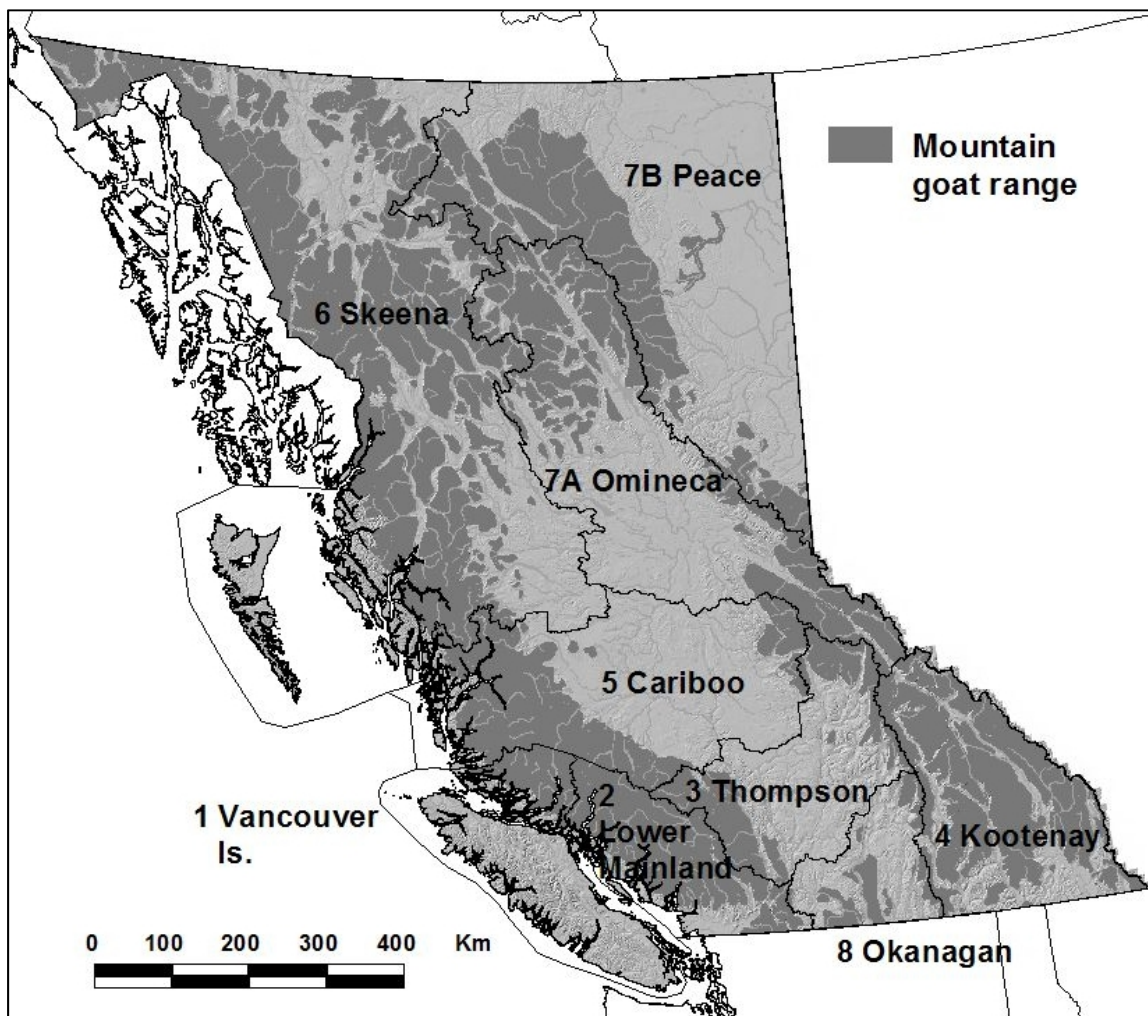 Mountain
goat range
7B Peace
6 Skeena
7A Omineca
5 Cariboo
3 Thompson
2
Lower
Mainland
1 Vancouver
Is.
4 Kootenay
8 Okanagan
0 100 200 300 400 Km